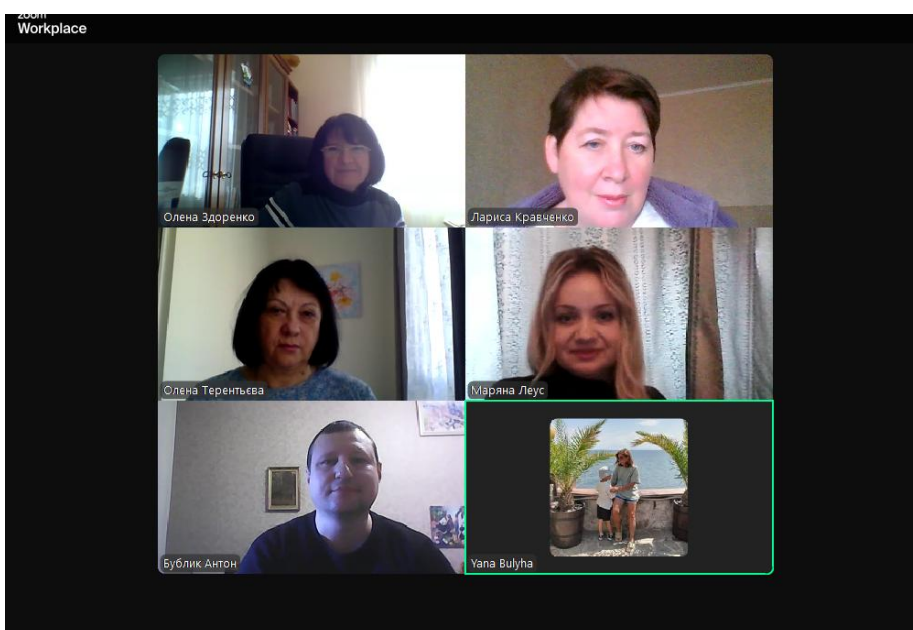 zoom
Workplace
Олена Здоренко
Лариса Кравченко
Олена Терентьєва
Маряна Леус
Бублик Антон
Yana Bulyha